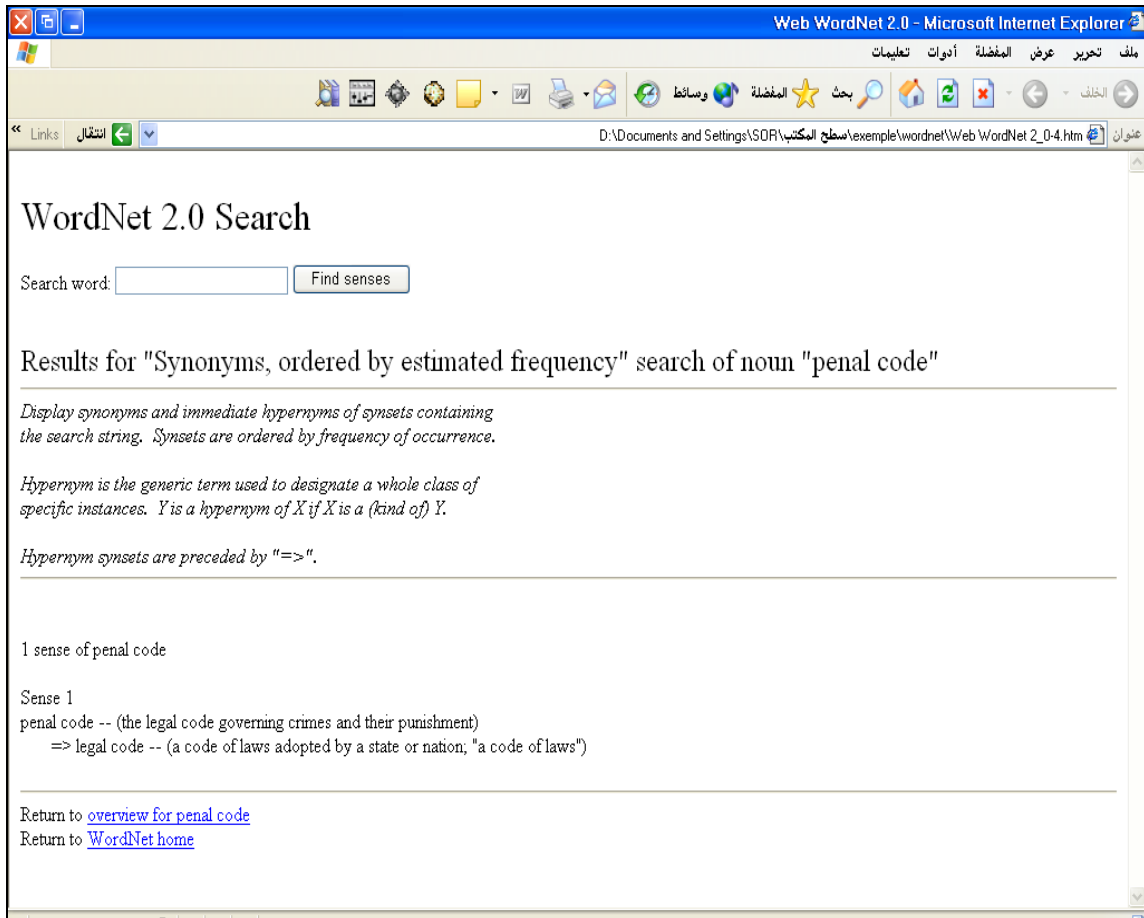 Web WordNet 2.0 - Microsoft Internet Explorer
ملف تحرير عرض المفضلة أدوات تعليمات
الخلف بحث المفضلة وسائط
عنوان D:\Documents and Settings\SOR\سطح المكتب\exemple\wordnet\Web WordNet 2_0-4.htm انتقال Links »
WordNet 2.0 Search
Search word: Find senses
Results for "Synonyms, ordered by estimated frequency" search of noun "penal code"
Display synonyms and immediate hypernyms of synsets containing
the search string. Synsets are ordered by frequency of occurrence.
Hypernym is the generic term used to designate a whole class of
specific instances. Y is a hypernym of X if X is a (kind of) Y.
Hypernym synsets are preceded by "=>".
1 sense of penal code
Sense 1
penal code -- (the legal code governing crimes and their punishment)
=> legal code -- (a code of laws adopted by a state or nation; "a code of laws")
Return to overview for penal code
Return to WordNet home